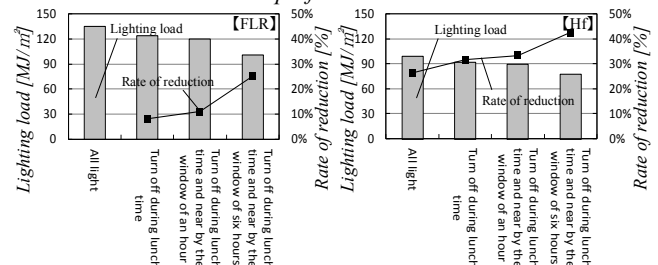 150
120
90
60
30
0
Lighting load [MJ/㎡]
【FLR】
Lighting load
Rate of reduction
50%
40%
30%
20%
10%
0%
Rate of reduction [%]
All light
Turn off during lunch
time
Turn off during lunch
time and near by the
window of an hour
Turn off during lunch
time and near by the
window of six hours
150
120
90
60
30
0
Lighting load [MJ/㎡]
【Hf】
Lighting load
Rate of reduction
50%
40%
30%
20%
10%
0%
Rate of reduction [%]
All light
Turn off during lunch
time
Turn off during lunch
time and near by the
window of an hour
Turn off during lunch
time and near by the
window of six hours